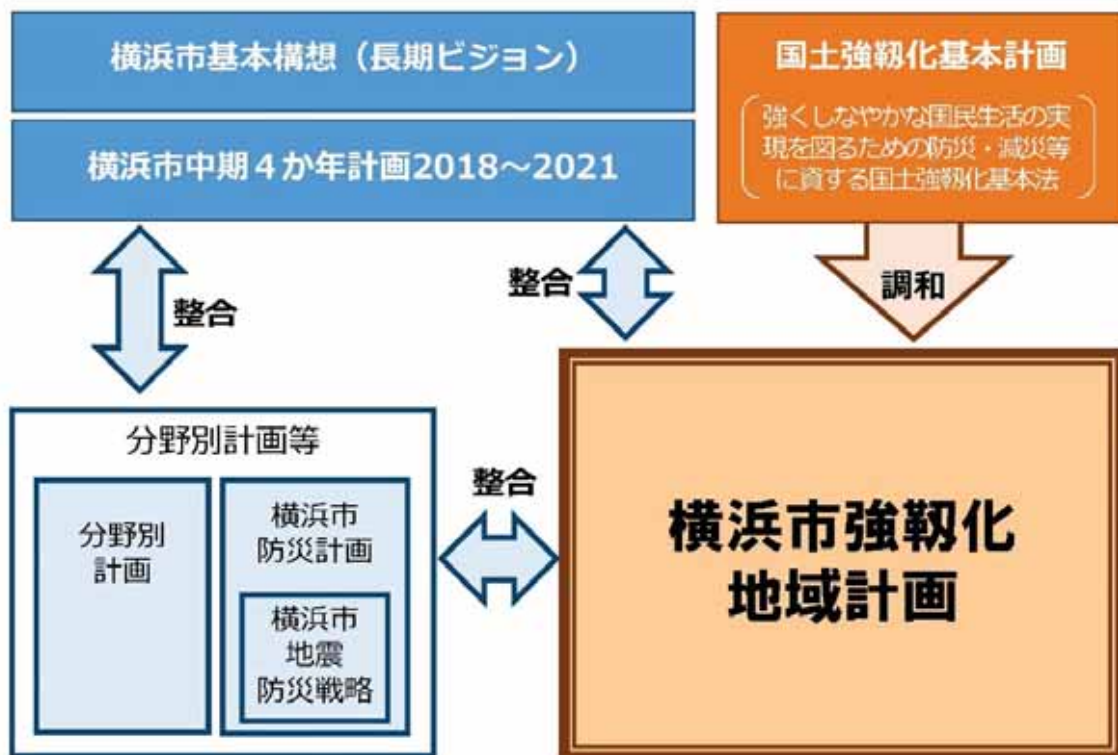 横浜市基本構想（長期ビジョン）
横浜市中期４か年計画2018～2021
国土強靱化基本計画
強くしなやかな国民生活の実
現を図るための防災・減災等
に資する国土強靱化基本法
整合
整合
調和
分野別計画等
分野別
計画
横浜市
防災計画
横浜市
地震
防災戦略
整合
横浜市強靱化
地域計画